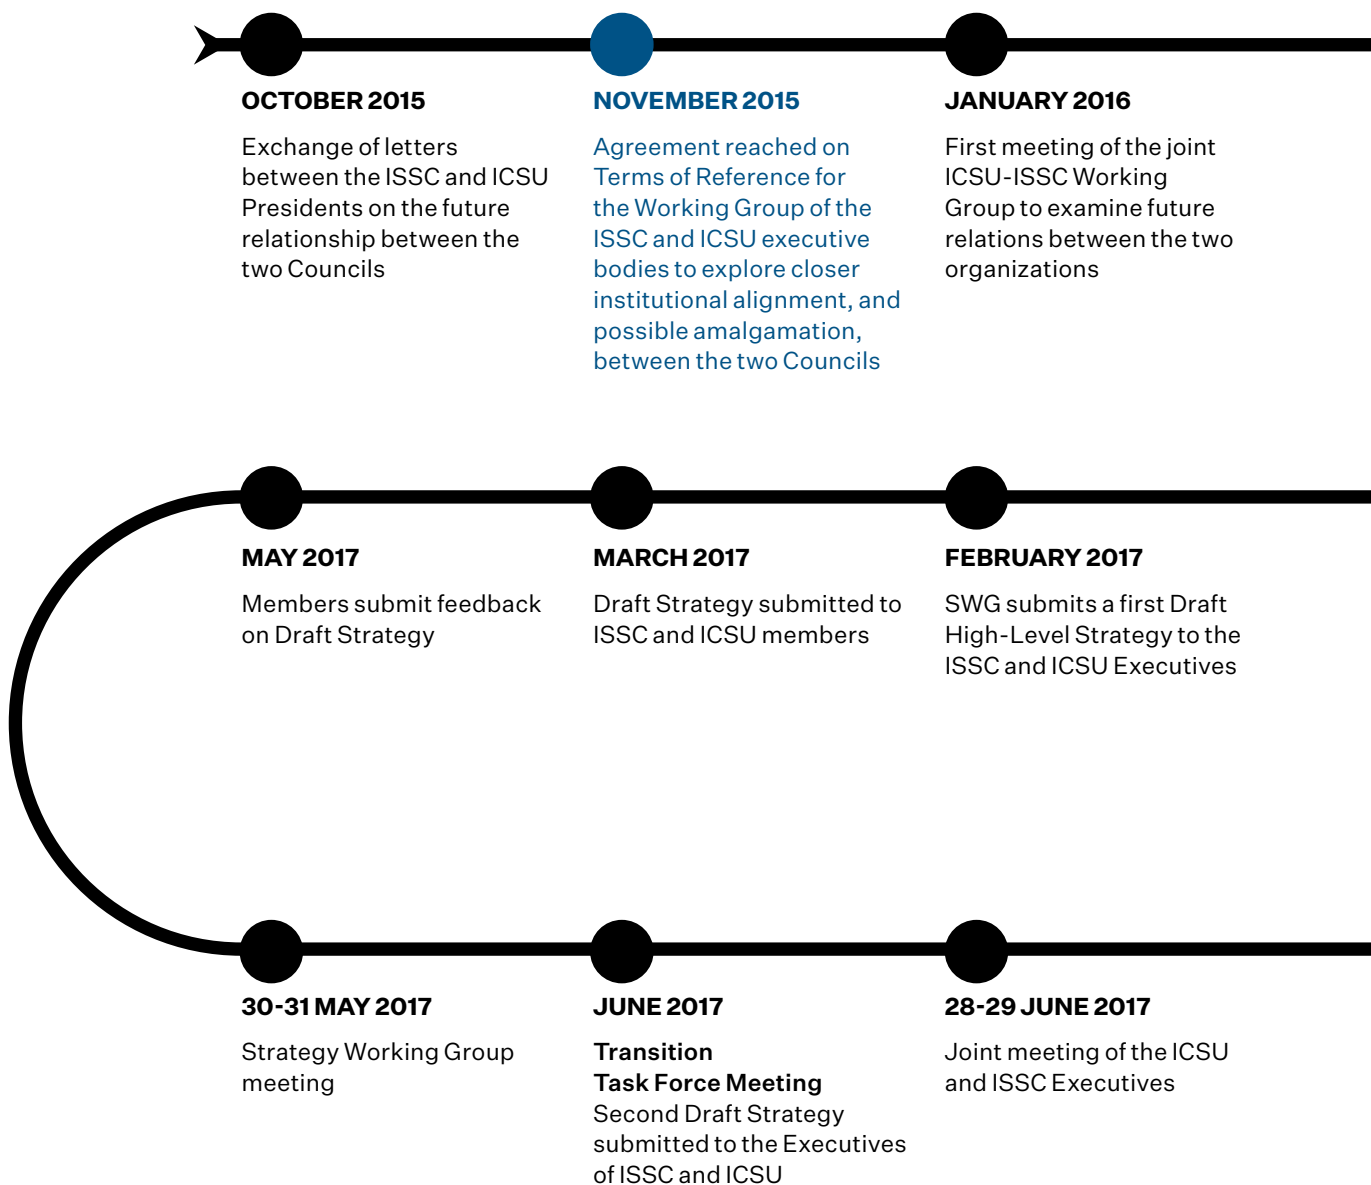 OCTOBER 2015
Exchange of letters
between the ISSC and ICSU
Presidents on the future
relationship between the
two Councils
NOVEMBER 2015
Agreement reached on
Terms of Reference for
the Working Group of the
ISSC and ICSU executive
bodies to explore closer
institutional alignment, and
possible amalgamation,
between the two Councils
JANUARY 2016
First meeting of the joint
ICSU-ISSC Working
Group to examine future
relations between the two
organizations
MAY 2017
Members submit feedback
on Draft Strategy
MARCH 2017
Draft Strategy submitted to
ISSC and ICSU members
FEBRUARY 2017
SWG submits a first Draft
High-Level Strategy to the
ISSC and ICSU Executives
30-31 MAY 2017
Strategy Working Group
meeting
JUNE 2017
Transition
Task Force Meeting
Second Draft Strategy
submitted to the Executives
of ISSC and ICSU
28-29 JUNE 2017
Joint meeting of the ICSU
and ISSC Executives